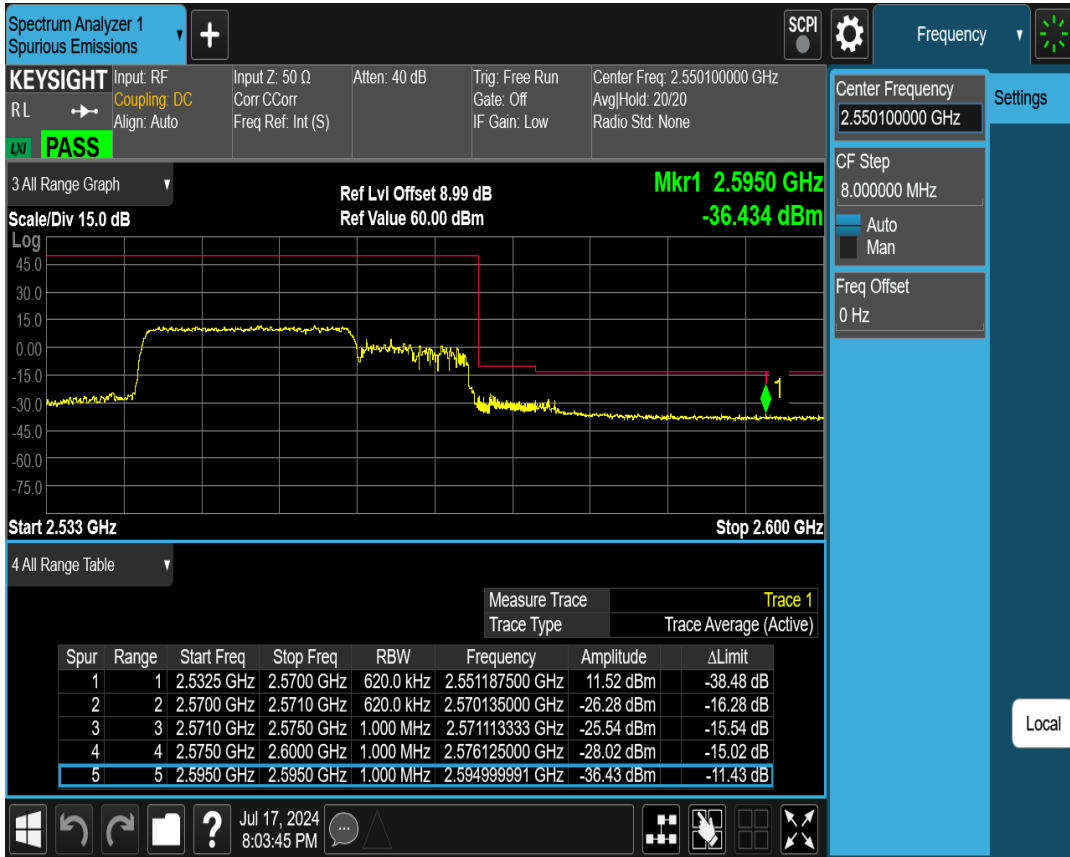 Spectrum Analyzer 1
Spurious Emissions
+
SCPI
Frequency
KEYSIGHT
RL
LXI PASS
Input: RF
Coupling: DC
Align: Auto
Input Z: 50 Ω
Corr CCorr
Freq Ref: Int (S)
Atten: 40 dB
Trig: Free Run
Gate: Off
IF Gain: Low
Center Freq: 2.550100000 GHz
Avg|Hold: 20/20
Radio Std: None
Center Frequency
2.550100000 GHz
Settings
CF Step
8.000000 MHz
Auto
Man
Freq Offset
0 Hz
3 All Range Graph
Scale/Div 15.0 dB
Ref Lvl Offset 8.99 dB
Ref Value 60.00 dBm
Mkr1 2.5950 GHz
-36.434 dBm
Log
45.0
30.0
15.0
0.00
-15.0
-30.0
-45.0
-60.0
-75.0
1
Start 2.533 GHz
Stop 2.600 GHz
4 All Range Table
Measure Trace Trace 1
Trace Type Trace Average (Active)
Spur Range Start Freq Stop Freq RBW Frequency Amplitude ΔLimit
1 1 2.5325 GHz 2.5700 GHz 620.0 kHz 2.551187500 GHz 11.52 dBm -38.48 dB
2 2 2.5700 GHz 2.5710 GHz 620.0 kHz 2.570135000 GHz -26.28 dBm -16.28 dB
3 3 2.5710 GHz 2.5750 GHz 1.000 MHz 2.571113333 GHz -25.54 dBm -15.54 dB
4 4 2.5750 GHz 2.6000 GHz 1.000 MHz 2.576125000 GHz -28.02 dBm -15.02 dB
5 5 2.5950 GHz 2.5950 GHz 1.000 MHz 2.594999991 GHz -36.43 dBm -11.43 dB
Local
?
Jul 17, 2024
8:03:45 PM